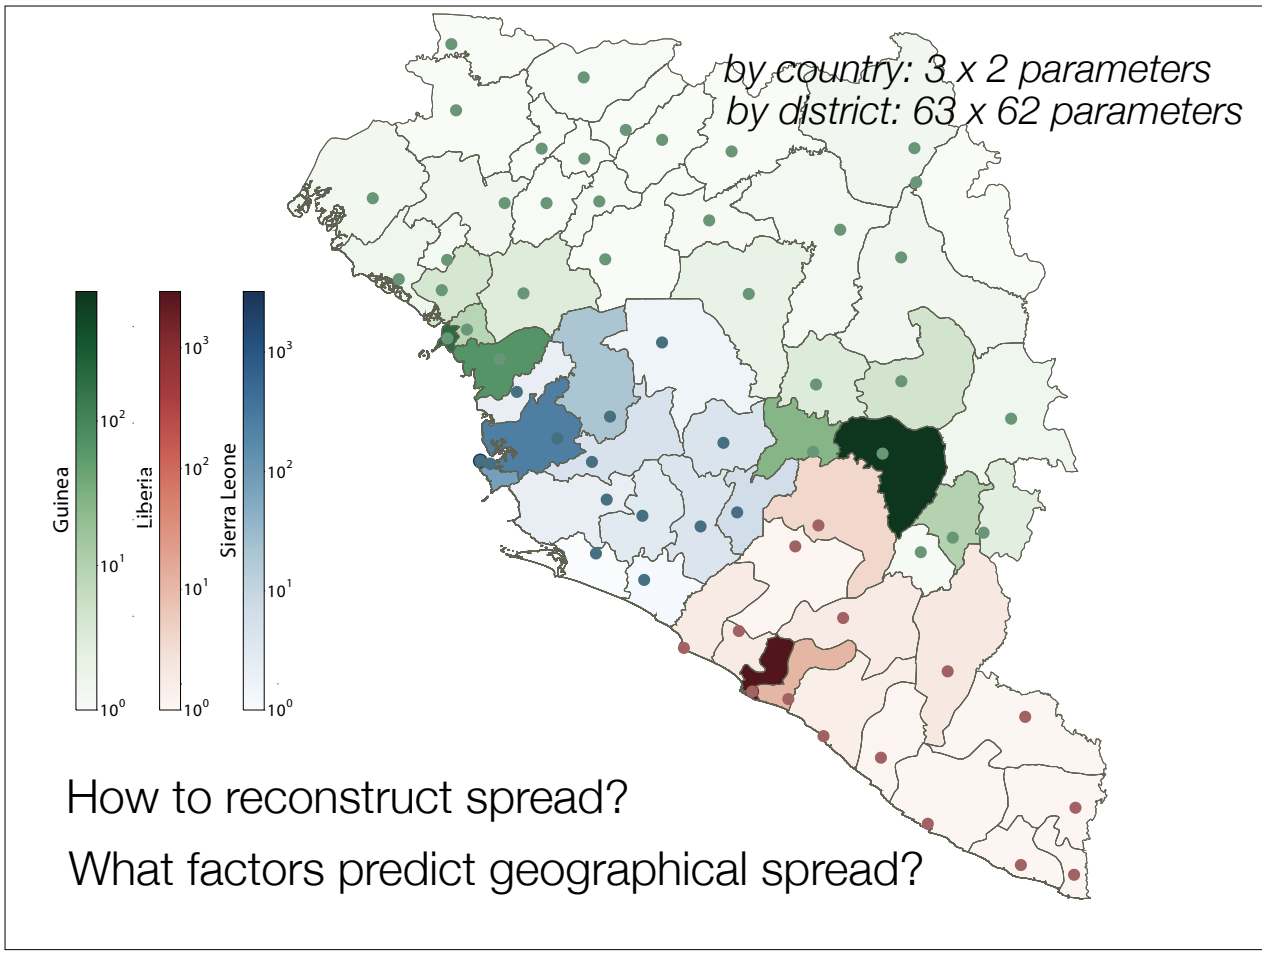 by country: 3 x 2 parameters
by district: 63 x 62 parameters
Guinea
10²
10¹
10⁰
Liberia
10³
10²
10¹
10⁰
Sierra Leone
10³
10²
10¹
10⁰
How to reconstruct spread?
What factors predict geographical spread?